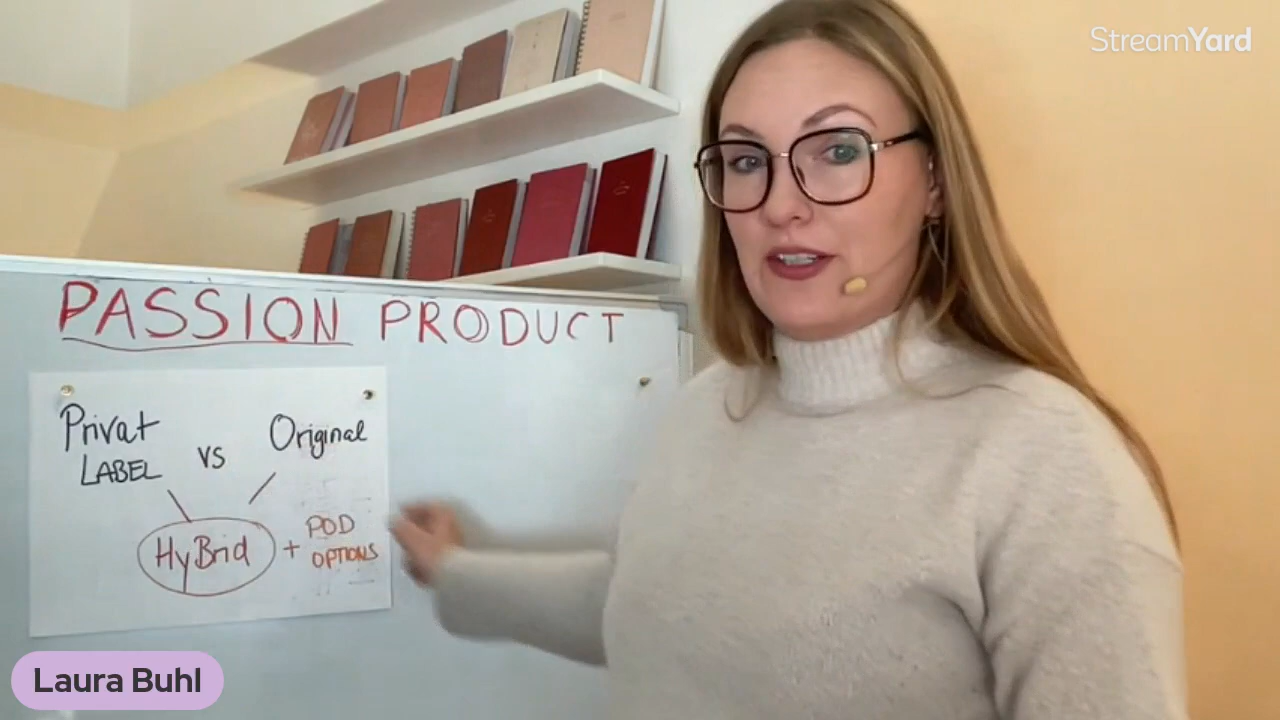 StreamYard
PASSION PRODUCT
Privat
LABEL
vs
Original
HyBrid
+ POD
OPTIONS
Laura Buhl